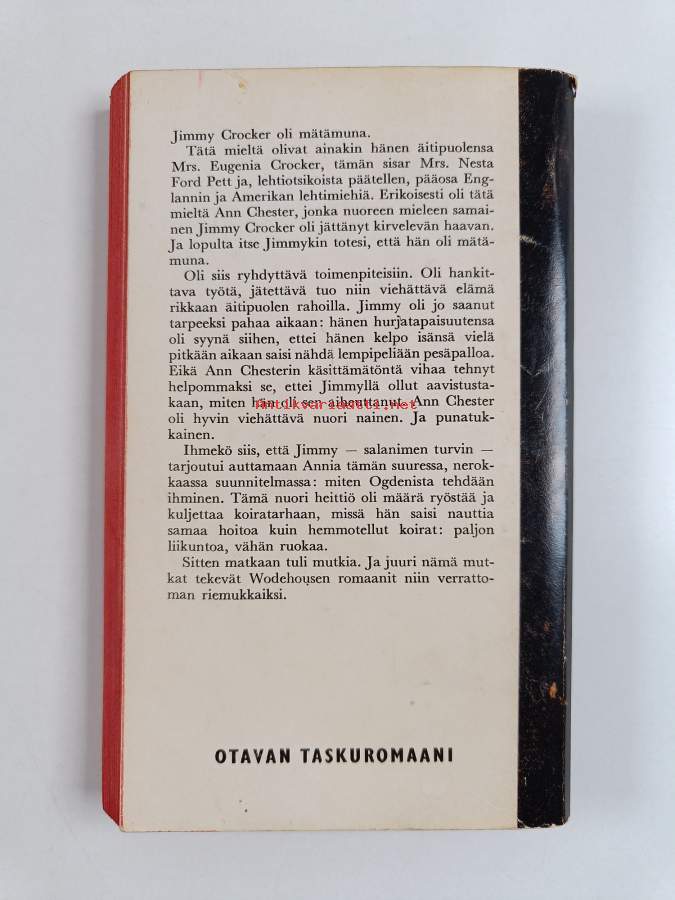 Jimmy Crocker oli mätämuna.
Tätä mieltä olivat ainakin hänen äitipuolensa
Mrs. Eugenia Crocker, tämän sisar Mrs. Nesta
Ford Pett ja, lehtiotsikoista päätellen, pääosa Eng-
lannin ja Amerikan lehtimiehiä. Erikoisesti oli tätä
mieltä Ann Chester, jonka nuoreen mieleen samai-
nen Jimmy Crocker oli jättänyt kirvelevän haavan.
Ja lopulta itse Jimmykin totesi, että hän oli mätä-
muna.
Oli siis ryhdyttävä toimenpiteisiin. Oli hankit-
tava työtä, jätettävä tuo niin viehättävä elämä
rikkaan äitipuolen rahoilla. Jimmy oli jo saanut
tarpeeksi pahaa aikaan: hänen hurjatapaisuutensa
oli syynä siihen, ettei hänen kelpo isänsä vielä
pitkään aikaan saisi nähdä lempipeliään pesäpalloa.
Eikä Ann Chesterin käsittämätöntä vihaa tehnyt
helpommaksi se, ettei Jimmyllä ollut aavistusta-
kaan, miten hän oli sen aiheuttanut. Ann Chester
Antikvariaatti.net
oli hyvin viehättävä nuori nainen. Ja punatuk-
kainen.
Ihmekö siis, että Jimmy — salanimen turvin —
tarjoutui auttamaan Annia tämän suuressa, nerok-
kaassa suunnitelmassa: miten Ogdenista tehdään
ihminen. Tämä nuori heittiö oli määrä ryöstää ja
kuljettaa koiratarhaan, missä hän saisi nauttia
samaa hoitoa kuin hemmotellut koirat: paljon
liikuntoa, vähän ruokaa.
Sitten matkaan tuli mutkia. Ja juuri nämä mut-
kat tekevät Wodehousen romaanit niin verratto-
man riemukkaiksi.
OTAVAN TASKUROMAANI